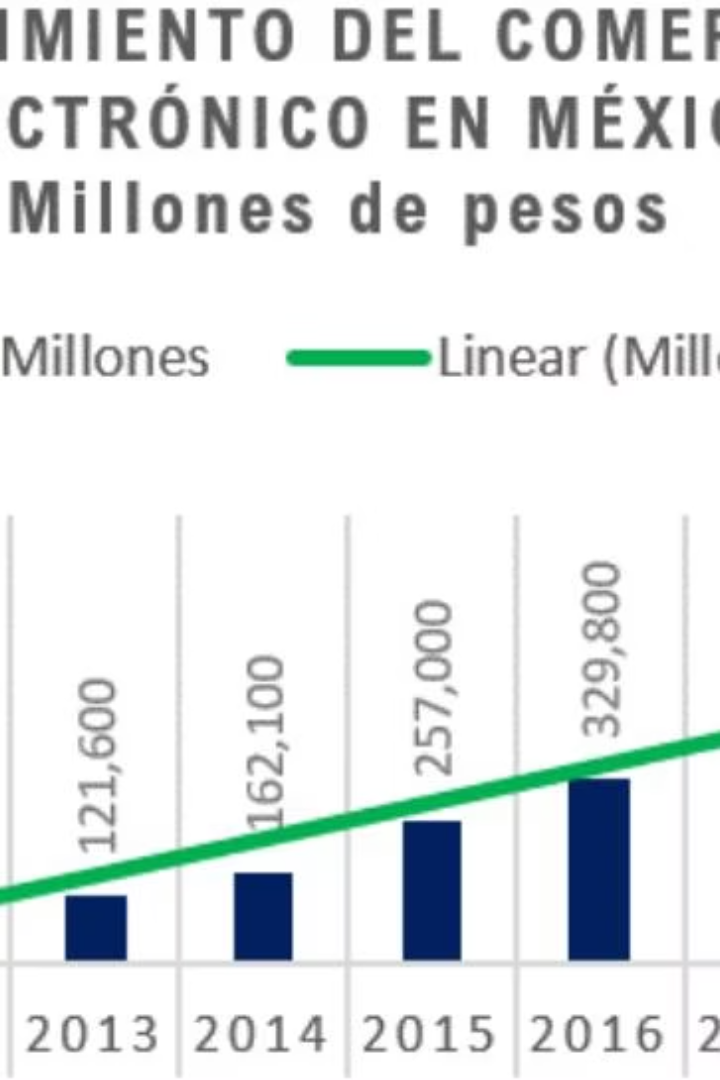 IMIENTO DEL COMER
CTRÓNICO EN MÉXIC
Millones de pesos
Millones Linear (Mill
121,600
162,100
257,000
329,800
2013 2014 2015 2016 2